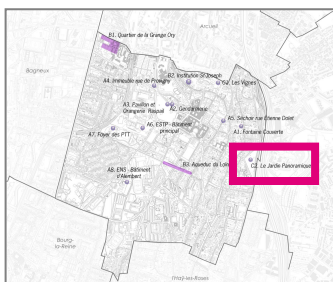 Arcueil
B1. Quartier de la Grange Ory
Bagneux
B2. Institution St-Joseph
A4. Immeuble rue de Provigny
C4. Les Vignes
A3. Pavillon et
Orangerie Raspail
A2. Gendarmerie
A5. Séchoir rue Etienne Dolet
A6. ESTP - Bâtiment
principal
A1. Fontaine Couverte
A7. Foyer des PTT
C2. Le Jardin Panoramique
B3. Aqueduc du Loing
A8. ENS - Bâtiment
d'Alembert
Bourg-
la-Reine
l'Haÿ-les-Roses